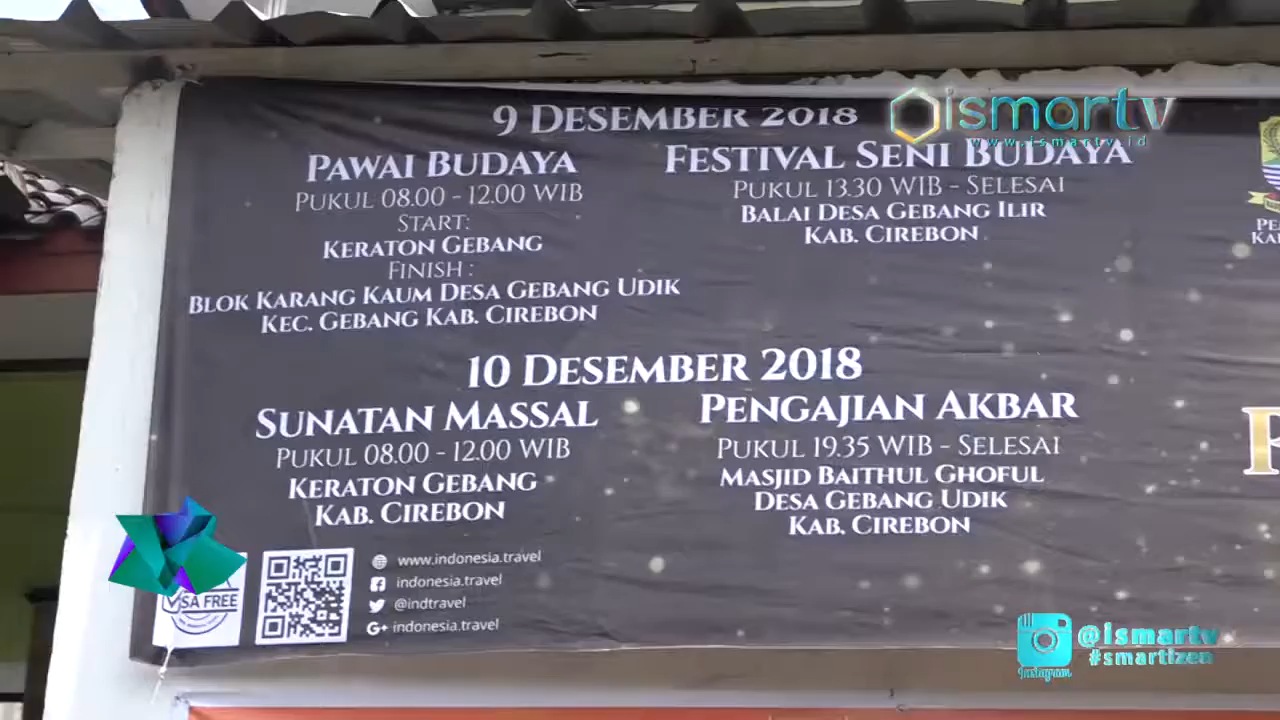 ismartv
www.ismartv.id
9 DESEMBER 2018
PAWAI BUDAYA
PUKUL 08.00 - 12.00 WIB
START:
KERATON GEBANG
FINISH :
BLOK KARANG KAUM DESA GEBANG UDIK
KEC. GEBANG KAB. CIREBON
FESTIVAL SENI BUDAYA
PUKUL 13.30 WIB - SELESAI
BALAI DESA GEBANG ILIR
KAB. CIREBON
10 DESEMBER 2018
SUNATAN MASSAL
PUKUL 08.00 - 12.00 WIB
KERATON GEBANG
KAB. CIREBON
PENGAJIAN AKBAR
PUKUL 19.35 WIB - SELESAI
MASJID BAITHUL GHOFUL
DESA GEBANG UDIK
KAB. CIREBON
VISA FREE
www.indonesia.travel
indonesia.travel
@indtravel
G+ indonesia.travel
@ismartv
#smartizen
Instagram